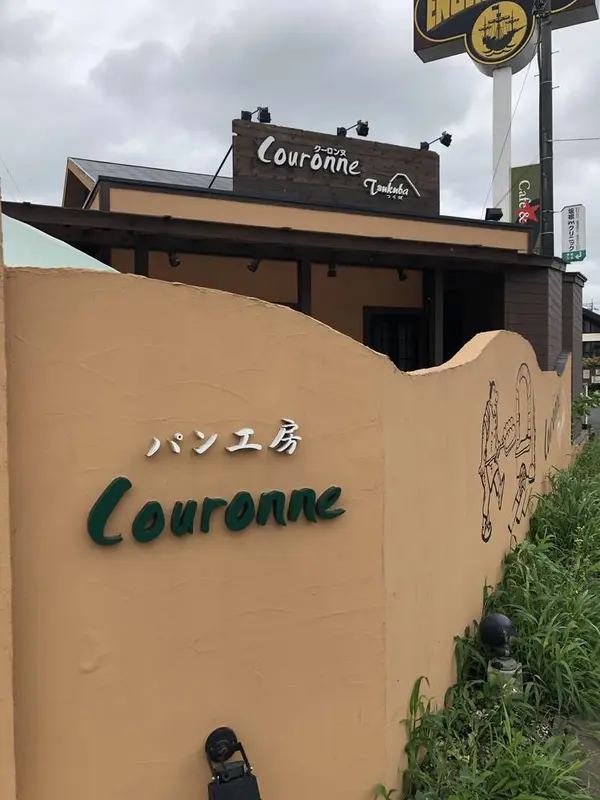 クーロンヌ
Couronne
Tsukuba
つくば
Cafe &
パン工房
Couronne